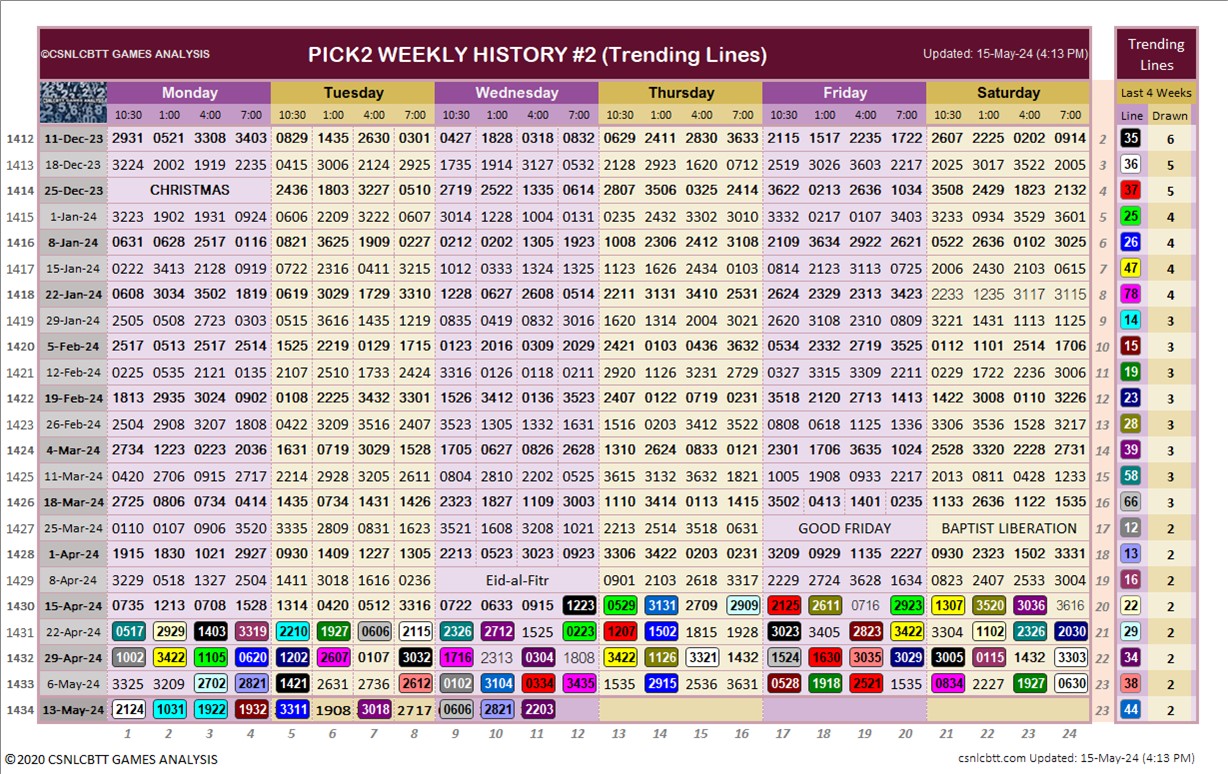 ©CSNLCBTT GAMES ANALYSIS PICK2 WEEKLY HISTORY #2 (Trending Lines) Updated: 15-May-24 (4:13 PM) Trending Lines
Monday Tuesday Wednesday Thursday Friday Saturday Last 4 Weeks
10:30 1:00 4:00 7:00 10:30 1:00 4:00 7:00 10:30 1:00 4:00 7:00 10:30 1:00 4:00 7:00 10:30 1:00 4:00 7:00 10:30 1:00 4:00 7:00 Line Drawn
1412 11-Dec-23 2931 0521 3308 3403 0829 1435 2630 0301 0427 1828 0318 0832 0629 2411 2830 3633 2115 1517 2235 1722 2607 2225 0202 0914 2 35 6
1413 18-Dec-23 3224 2002 1919 2235 0415 3006 2124 2925 1735 1914 3127 0532 2128 2923 1620 0712 2519 3026 3603 2217 2025 3017 3522 2005 3 36 5
1414 25-Dec-23 CHRISTMAS 2436 1803 3227 0510 2719 2522 1335 0614 2807 3506 0325 2414 3622 0213 2636 1034 3508 2429 1823 2132 4 37 5
1415 1-Jan-24 3223 1902 1931 0924 0606 2209 3222 0607 3014 1228 1004 0131 0235 2432 3302 3010 3332 0217 0107 3403 3233 0934 3529 3601 5 25 4
1416 8-Jan-24 0631 0628 2517 0116 0821 3625 1909 0227 0212 0202 1305 1923 1008 2306 2412 3108 2109 3634 2922 2621 0522 2636 0102 3025 6 26 4
1417 15-Jan-24 0222 3413 2128 0919 0722 2316 0411 3215 1012 0333 1324 1325 1123 1626 2434 0103 0814 2123 3113 0725 2006 2430 2103 0615 7 47 4
1418 22-Jan-24 0608 3034 3502 1819 0619 3029 1729 3318 1228 0627 2608 0514 2211 3131 3410 2531 2624 2329 2313 3423 2233 1235 3117 3115 8 78 4
1419 29-Jan-24 2505 0508 2723 0303 0515 3616 1435 1213 0835 0419 0832 3016 1620 1314 2004 3021 2620 3108 2310 0809 3221 1431 1113 1125 9 14 3
1420 5-Feb-24 2517 0513 2517 2514 1525 2219 0129 1715 0123 2016 0309 2029 2421 0103 0436 3632 0534 2332 2719 3525 0112 1101 2514 1706 10 15 3
1421 12-Feb-24 0225 0535 2121 0135 2107 2510 1733 2424 3316 0126 0118 0211 2920 1126 3231 2729 0327 3315 3309 2211 0229 1722 2236 3006 11 19 3
1422 19-Feb-24 1813 2935 3024 0902 0108 2225 3432 3301 1526 3412 0136 3523 2407 0122 0719 0231 3518 2120 2713 1413 1422 3008 0110 3226 12 23 3
1423 26-Feb-24 2504 2908 3207 1808 0422 3209 3516 2407 3523 1305 1332 1631 1516 0203 3412 3522 0808 0618 1125 1336 3306 3536 1528 3217 13 28 3
1424 4-Mar-24 2734 1223 0223 2036 1631 0719 3029 1523 1705 0627 0826 2628 1310 2624 0833 0121 2301 1706 3635 1024 2528 3320 2228 2731 14 39 3
1425 11-Mar-24 0420 2706 0915 2717 2214 2928 3205 2611 0804 2810 2202 0525 3615 3132 3632 1821 1005 1908 0933 2217 2013 0811 0428 1233 15 58 3
1426 18-Mar-24 2725 0806 0734 0414 1435 0734 1431 1426 2323 1827 1109 3003 1110 3414 0113 1415 3502 0413 1401 0235 1133 2636 1122 1535 16 66 3
1427 25-Mar-24 0110 0107 0906 3520 3335 2809 0831 1623 3521 1608 3208 1021 2213 2514 3518 0631 GOOD FRIDAY BAPTIST LIBERATION 17 12 2
1428 1-Apr-24 1915 1830 1021 2927 0930 1409 1227 1305 2213 0523 3023 0923 3306 3422 0203 0231 3209 0929 1135 2227 0930 2323 1502 3331 18 13 2
1429 8-Apr-24 3229 0518 1327 2504 1411 3018 1616 0236 Eid-al-Fitr 0901 2103 2618 3317 2229 2724 3628 1634 0823 2407 2533 3004 19 16 2
1430 15-Apr-24 0735 1213 0708 1528 1314 0420 0512 3316 0722 0633 0915 1223 0529 3131 2709 2909 2125 2611 0716 2923 1307 3520 3036 3616 20 22 2
1431 22-Apr-24 0517 2929 1403 3319 2210 1927 0606 2115 2326 2712 1525 0223 1207 1502 1815 1928 3023 3405 2823 3422 3304 1102 2326 2030 21 29 2
1432 29-Apr-24 1002 3422 1105 0620 1202 2607 0107 3032 1716 2313 0304 1808 3422 1126 3321 1432 1524 1630 3035 3029 3005 0115 1432 3303 22 34 2
1433 6-May-24 3325 3209 2702 2821 1421 2631 2736 2612 0102 3104 0334 3435 1535 2915 2536 3631 0528 1918 2521 1535 0834 2227 1927 0630 23 38 2
1434 13-May-24 2124 1031 1922 1932 3311 1908 3018 2717 0606 2821 2203 23 44 2
1 2 3 4 5 6 7 8 9 10 11 12 13 14 15 16 17 18 19 20 21 22 23 24
©2020 CSNLCBTT GAMES ANALYSIS csnlcbtt.com Updated: 15-May-24 (4:13 PM)